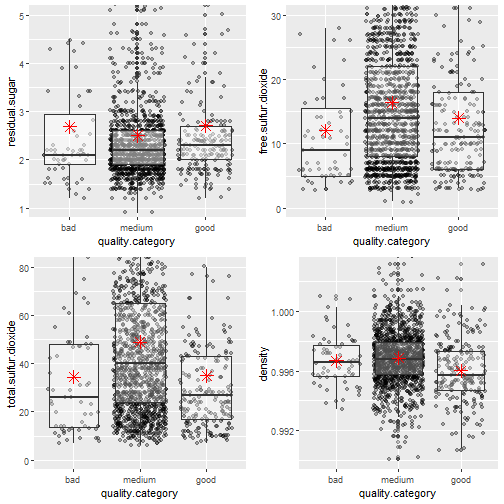 residual.sugar
5
4
3
2
1
bad medium good
quality.category
free.sulfur.dioxide
30
20
10
0
bad medium good
quality.category
total.sulfur.dioxide
80
60
40
20
0
bad medium good
quality.category
density
1.000
0.996
0.992
bad medium good
quality.category